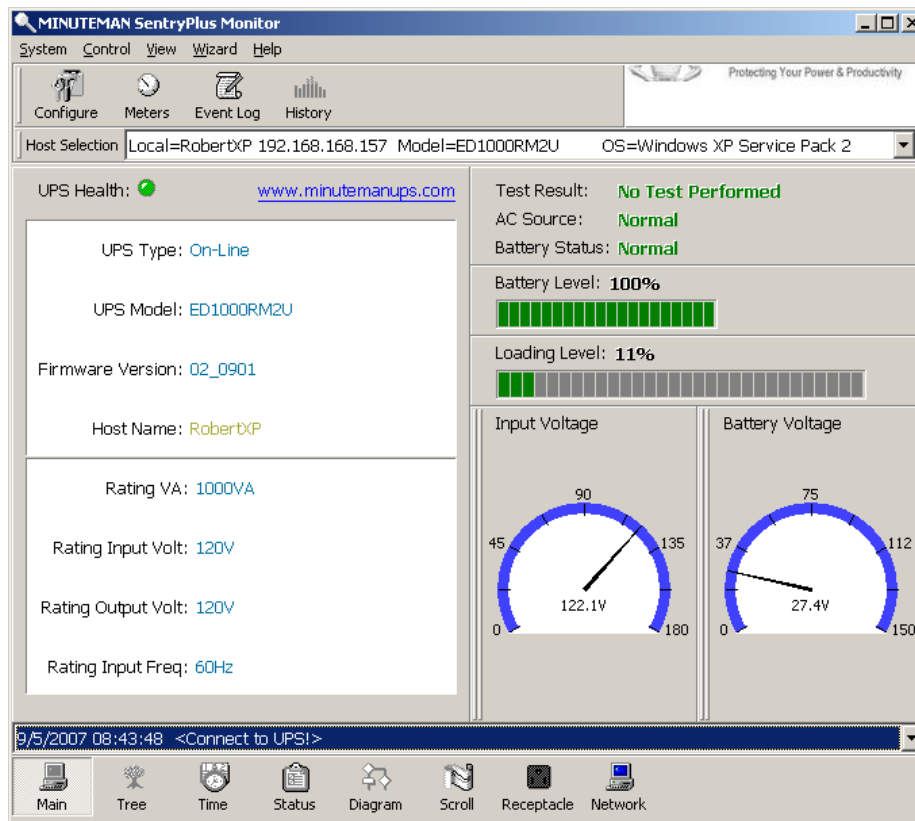 MINUTEMAN SentryPlus Monitor
System Control View Wizard Help
Configure Meters Event Log History
Protecting Your Power & Productivity
Host Selection Local=RobertXP 192.168.168.157 Model=ED1000RM2U OS=Windows XP Service Pack 2
UPS Health: www.minutemanups.com
UPS Type: On-Line
UPS Model: ED1000RM2U
Firmware Version: 02_0901
Host Name: RobertXP
Rating VA: 1000VA
Rating Input Volt: 120V
Rating Output Volt: 120V
Rating Input Freq: 60Hz
Test Result: No Test Performed
AC Source: Normal
Battery Status: Normal
Battery Level: 100%
Loading Level: 11%
Input Voltage
90
45 135
122.1V
0 180
Battery Voltage
75
37 112
27.4V
0 150
9/5/2007 08:43:48 <Connect to UPS!>
Main Tree Time Status Diagram Scroll Receptacle Network